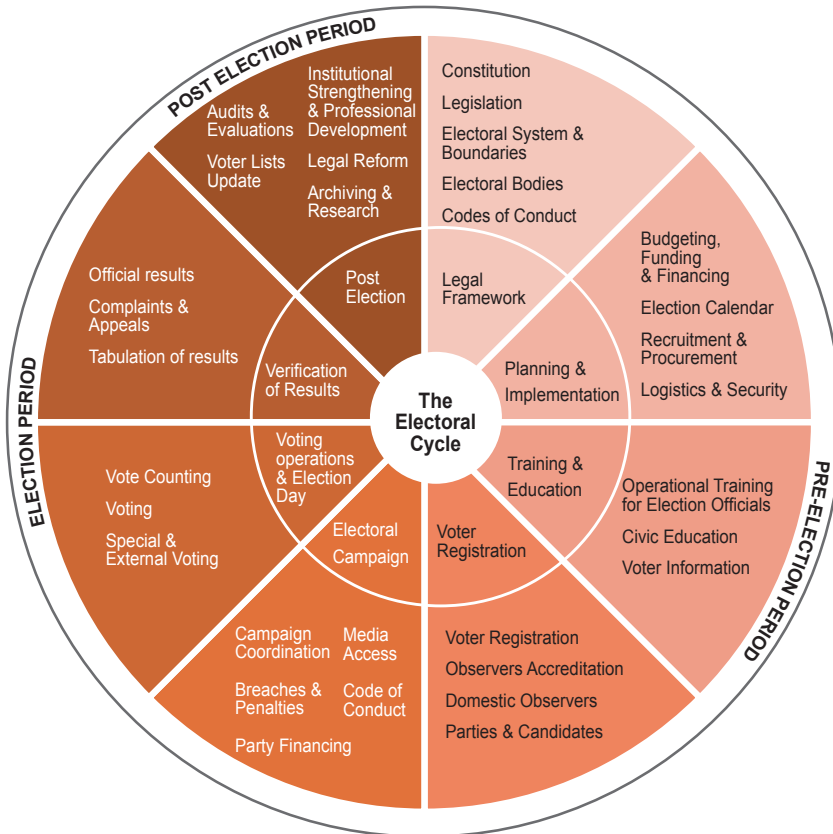 POST ELECTION PERIOD
ELECTION PERIOD
PRE-ELECTION PERIOD
The
Electoral
Cycle
Legal
Framework
Constitution
Legislation
Electoral System &
Boundaries
Electoral Bodies
Codes of Conduct
Planning &
Implementation
Budgeting,
Funding
& Financing
Election Calendar
Recruitment &
Procurement
Logistics & Security
Training &
Education
Operational Training
for Election Officials
Civic Education
Voter Information
Voter
Registration
Voter Registration
Observers Accreditation
Domestic Observers
Parties & Candidates
Electoral
Campaign
Campaign
Coordination
Breaches &
Penalties
Party Financing
Media
Access
Code of
Conduct
Voting
operations
& Election
Day
Vote Counting
Voting
Special &
External Voting
Verification
of Results
Official results
Complaints &
Appeals
Tabulation of results
Post
Election
Audits &
Evaluations
Voter Lists
Update
Institutional
Strengthening
& Professional
Development
Legal Reform
Archiving &
Research